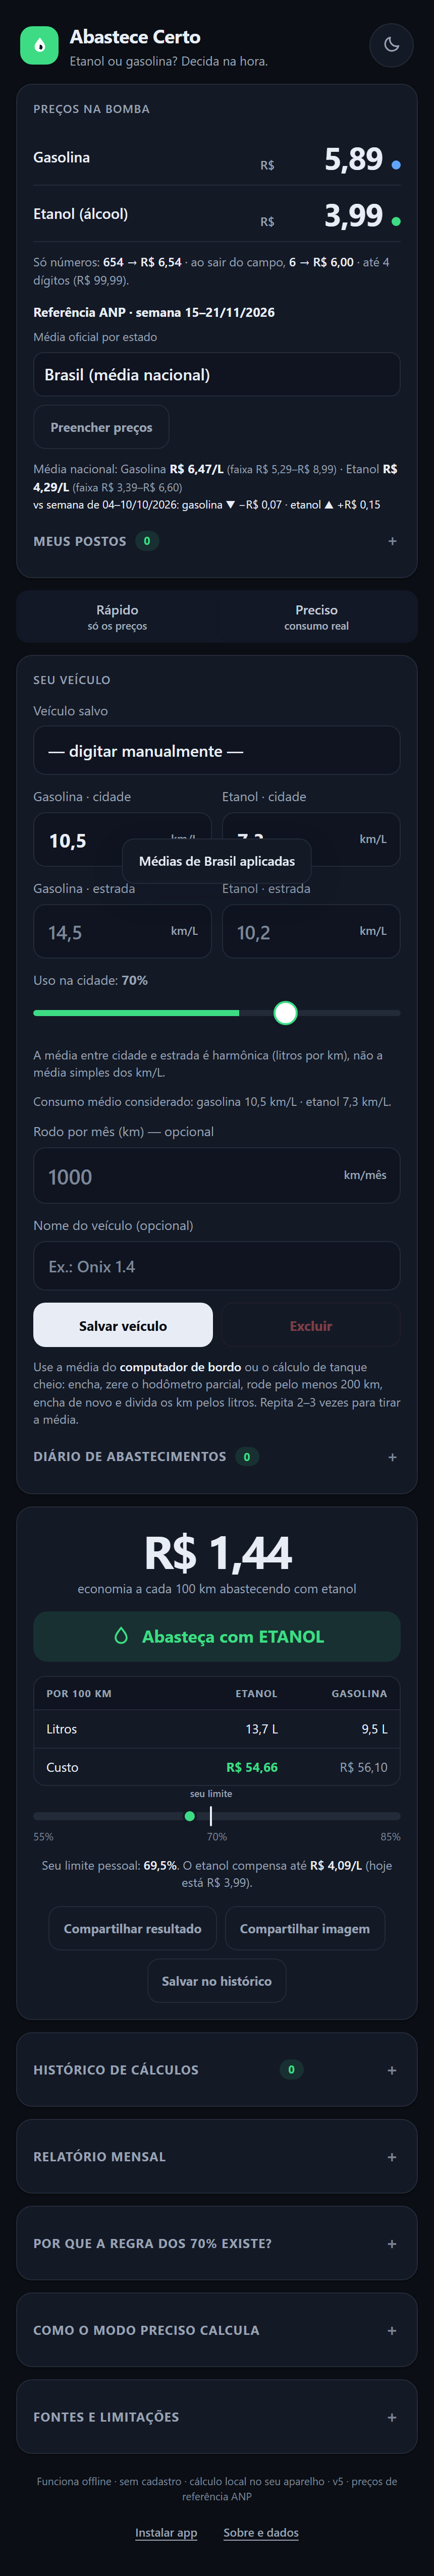 Abastece Certo
Etanol ou gasolina? Decida na hora.
PREÇOS NA BOMBA
Gasolina R$ 5,89
Etanol (álcool) R$ 3,99
Só números: 654 → R$ 6,54 · ao sair do campo, 6 → R$ 6,00 · até 4
dígitos (R$ 99,99).
Referência ANP · semana 15–21/11/2026
Média oficial por estado
Brasil (média nacional)
Preencher preços
Média nacional: Gasolina R$ 6,47/L (faixa R$ 5,29–R$ 8,99) · Etanol R$
4,29/L (faixa R$ 3,39–R$ 6,60)
vs semana de 04–10/10/2026: gasolina ▼ −R$ 0,07 · etanol ▲ +R$ 0,15
MEUS POSTOS 0 +
Rápido
só os preços
Preciso
consumo real
SEU VEÍCULO
Veículo salvo
— digitar manualmente —
Gasolina · cidade Etanol · cidade
10,5 km/L 7,3 km/L
Médias de Brasil aplicadas
Gasolina · estrada Etanol · estrada
14,5 km/L 10,2 km/L
Uso na cidade: 70%
A média entre cidade e estrada é harmônica (litros por km), não a
média simples dos km/L.
Consumo médio considerado: gasolina 10,5 km/L · etanol 7,3 km/L.
Rodo por mês (km) — opcional
1000 km/mês
Nome do veículo (opcional)
Ex.: Onix 1.4
Salvar veículo Excluir
Use a média do computador de bordo ou o cálculo de tanque
cheio: encha, zere o hodômetro parcial, rode pelo menos 200 km,
encha de novo e divida os km pelos litros. Repita 2–3 vezes para tirar
a média.
DIÁRIO DE ABASTECIMENTOS 0 +
R$ 1,44
economia a cada 100 km abastecendo com etanol
Abasteça com ETANOL
POR 100 KM ETANOL GASOLINA
Litros 13,7 L 9,5 L
Custo R$ 54,66 R$ 56,10
seu limite
55% 70% 85%
Seu limite pessoal: 69,5%. O etanol compensa até R$ 4,09/L (hoje
está R$ 3,99).
Compartilhar resultado Compartilhar imagem
Salvar no histórico
HISTÓRICO DE CÁLCULOS 0 +
RELATÓRIO MENSAL +
POR QUE A REGRA DOS 70% EXISTE? +
COMO O MODO PRECISO CALCULA +
FONTES E LIMITAÇÕES +
Funciona offline · sem cadastro · cálculo local no seu aparelho · v5 · preços de
referência ANP
Instalar app Sobre e dados